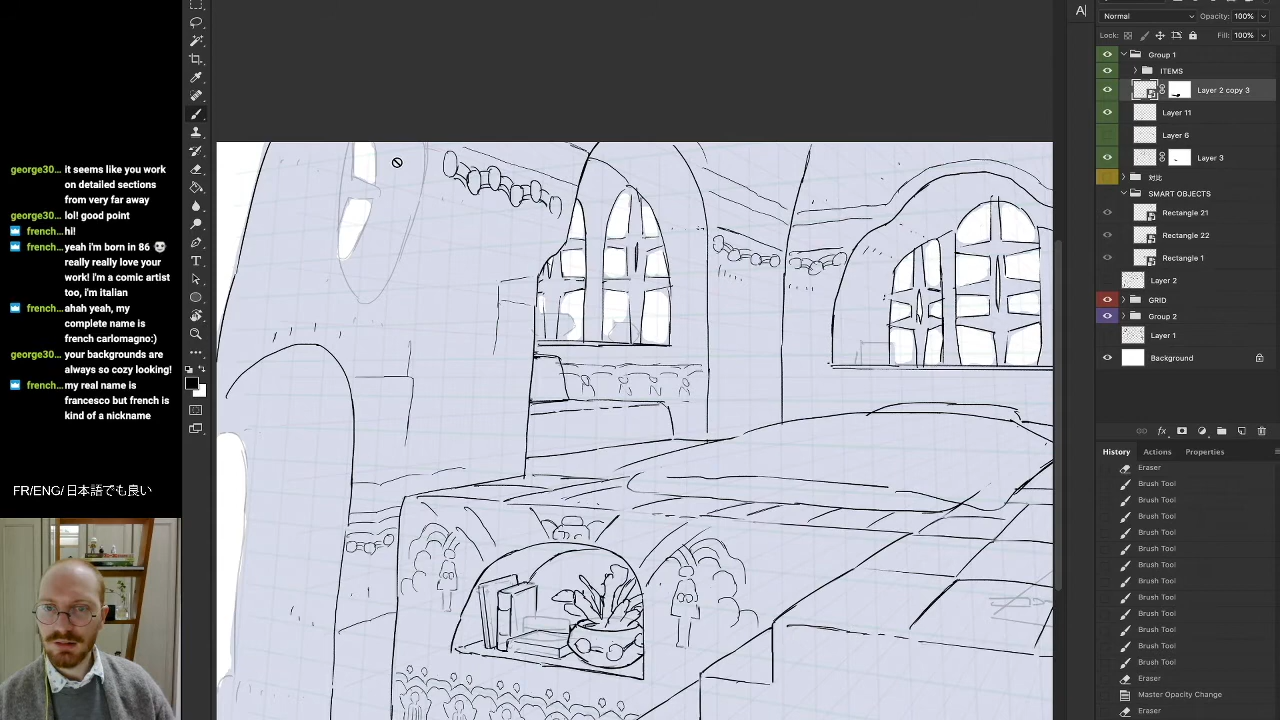 george30... it seems like you work
on detailed sections
from very far away
george30... lol! good point
french... hi!
french... yeah i'm born in 86
really really love your
work! i'm a comic artist
too, i'm italian
french... ahah yeah, my
complete name is
french carlomagno:)
george30... your backgrounds are
always so cozy looking!
french... my real name is
francesco but french is
kind of a nickname
FR/ENG/日本語でも良い
Normal Opacity: 100%
Lock: Fill: 100%
Group 1
ITEMS
Layer 2 copy 3
Layer 11
Layer 6
Layer 3
对比
SMART OBJECTS
Rectangle 21
Rectangle 22
Rectangle 1
Layer 2
GRID
Group 2
Layer 1
Background
fx
History Actions Properties
Eraser
Brush Tool
Brush Tool
Brush Tool
Brush Tool
Brush Tool
Brush Tool
Brush Tool
Brush Tool
Brush Tool
Brush Tool
Brush Tool
Brush Tool
Eraser
Master Opacity Change
Eraser